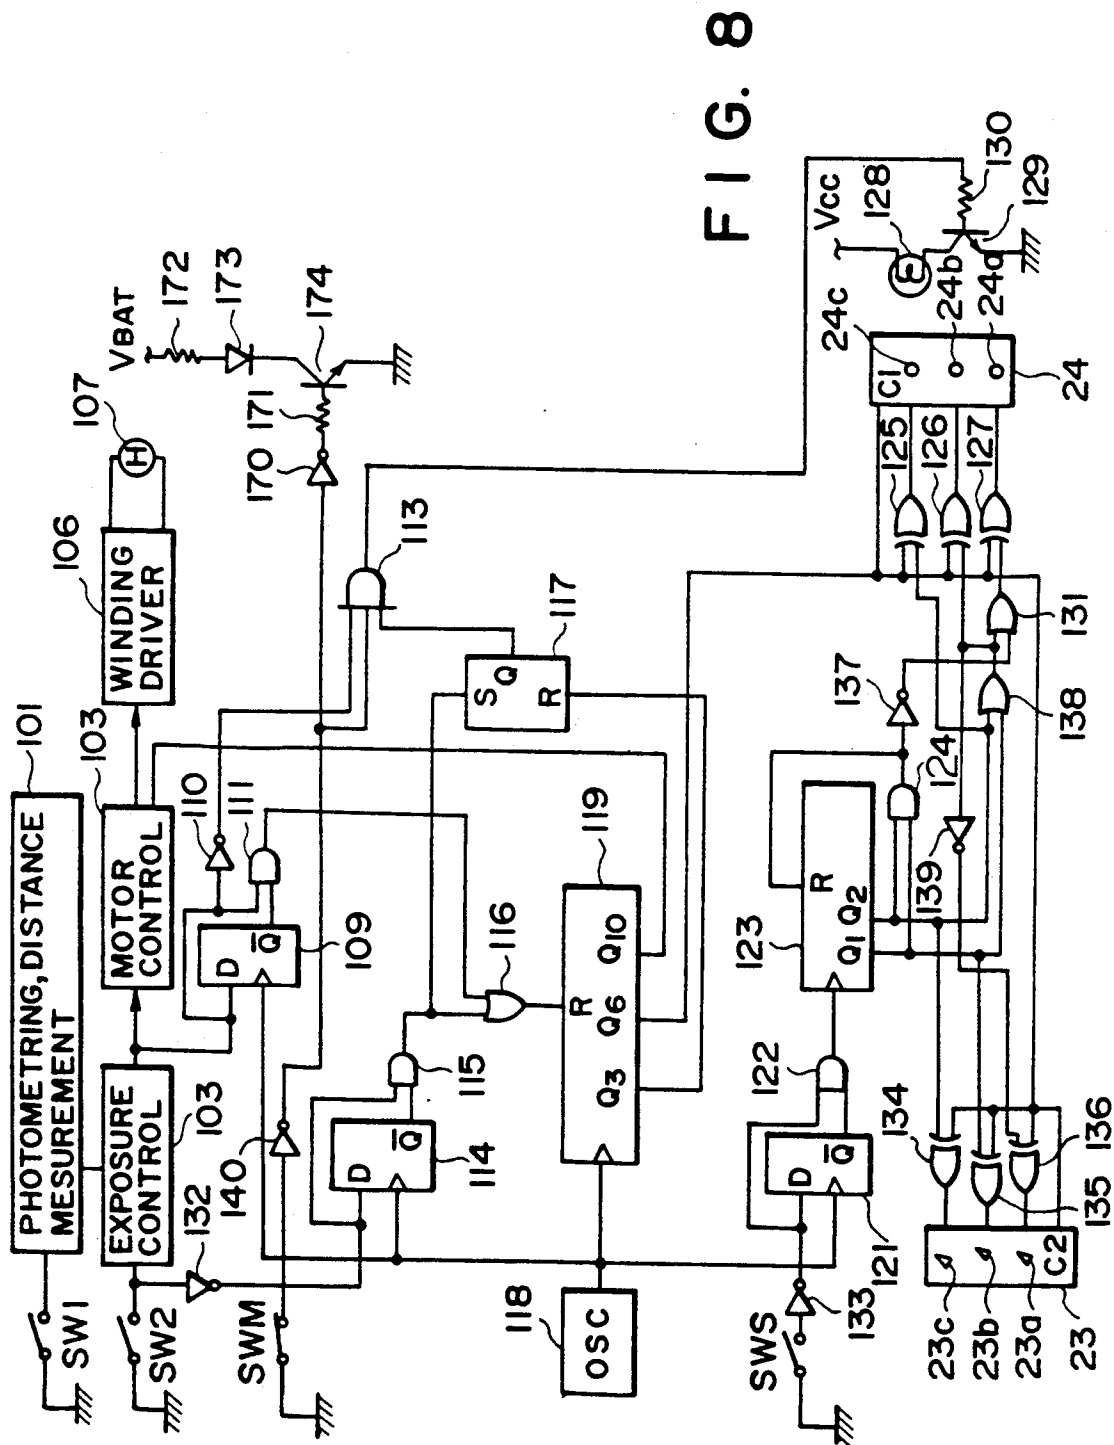 FIG. 8
101
PHOTOMETRING, DISTANCE
MESUREMENT
SW1
EXPOSURE
CONTROL
103
MOTOR
CONTROL
103
WINDING
DRIVER
106
107
H
SW2
132
SWM
140
110
111
D
Q
109
VBAT
172
173
174
171
170
113
D
Q
114
115
116
S
Q
R
117
118
OSC
R
Q3
Q6
Q10
119
SWS
133
D
Q
121
122
R
Q1
Q2
123
124
137
139
138
131
134
135
136
23c
23b
23a
C2
23
125
126
127
C1
24c
24b
24a
24
Vcc
128
130
129